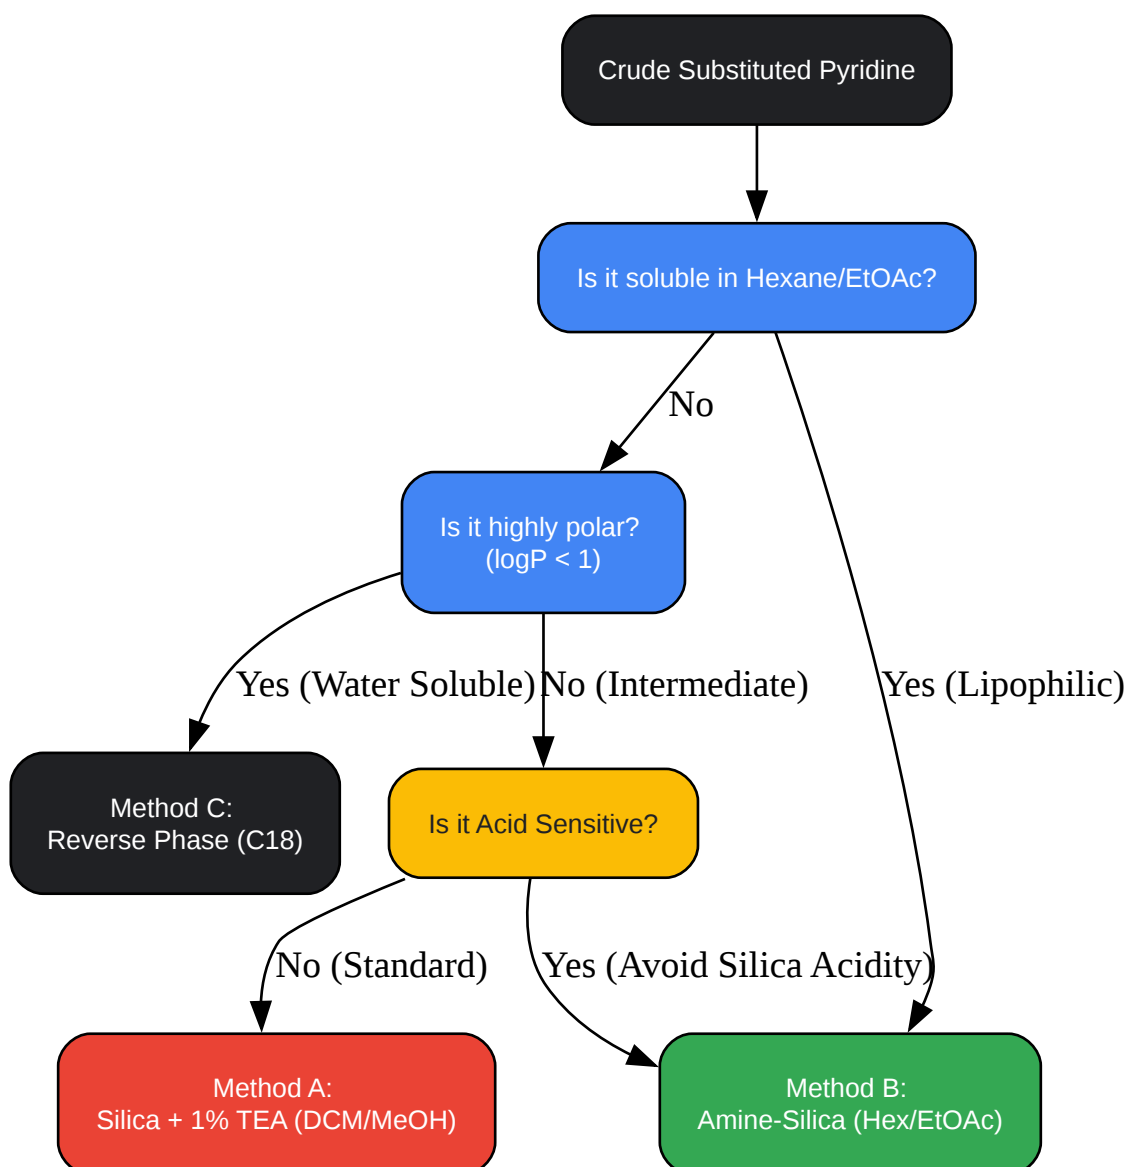 Crude Substituted Pyridine
Is it soluble in Hexane/EtOAc?
No
Is it highly polar?
(logP < 1)
Yes (Water Soluble)
No (Intermediate)
Yes (Lipophilic)
Method C:
Reverse Phase (C18)
Is it Acid Sensitive?
No (Standard)
Yes (Avoid Silica Acidity)
Method A:
Silica + 1% TEA (DCM/MeOH)
Method B:
Amine-Silica (Hex/EtOAc)